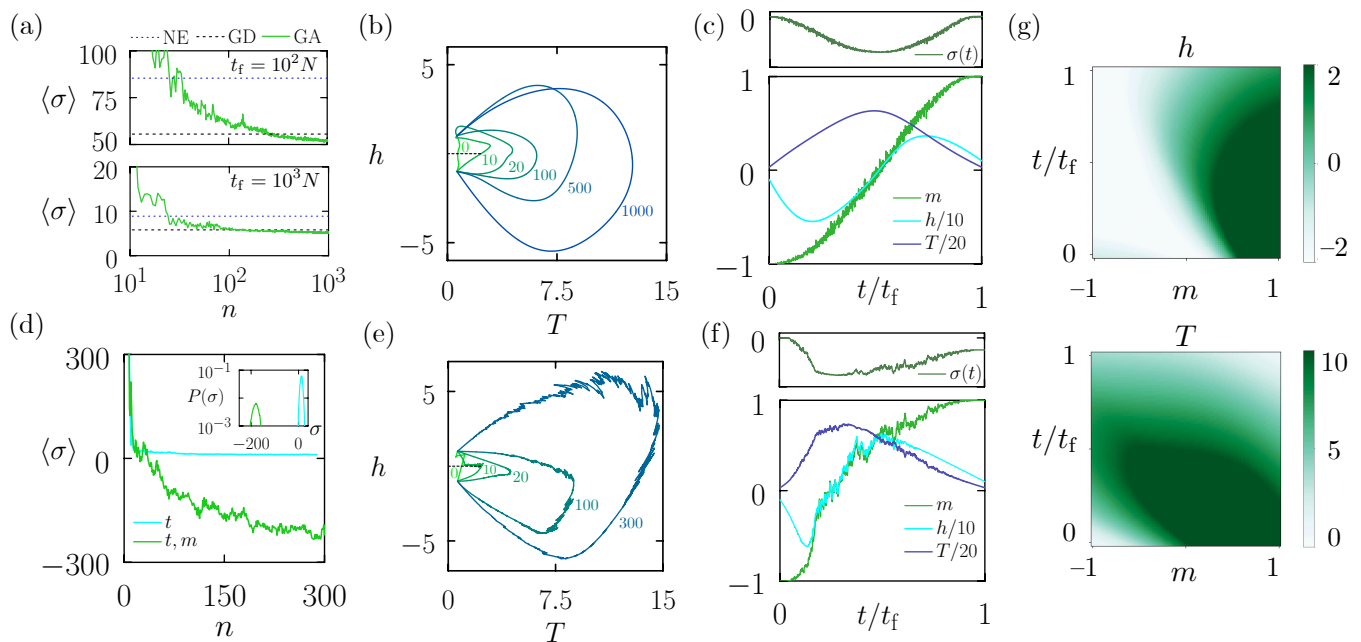 (a)
NE GD GA
100
75
50
⟨σ⟩
t_f = 10^2 N
20
10
0
⟨σ⟩
t_f = 10^3 N
10^1 10^2 10^3
n
(b)
5
h
−5
0 10 20 100 500 1000
0 7.5 15
T
(c)
0
σ(t)
1
0
−1
m
h/10
T/20
0 t/t_f 1
(d)
300
0
−300
⟨σ⟩
10^−1
P(σ)
10^−3
−200 0 σ
t
t, m
0 150 300
n
(e)
5
h
−5
0 10 20 100 300
0 7.5 15
T
(f)
0
σ(t)
1
0
−1
m
h/10
T/20
0 t/t_f 1
(g)
h
1
t/t_f
0
−1 m 1
2
0
−2
T
1
t/t_f
0
−1 m 1
10
5
0